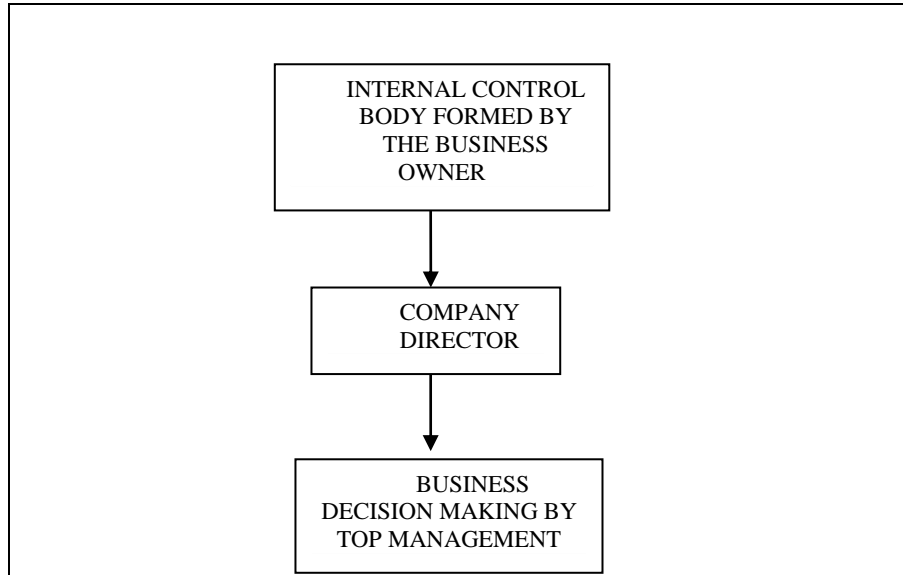 INTERNAL CONTROL
BODY FORMED BY
THE BUSINESS
OWNER
COMPANY
DIRECTOR
BUSINESS
DECISION MAKING BY
TOP MANAGEMENT